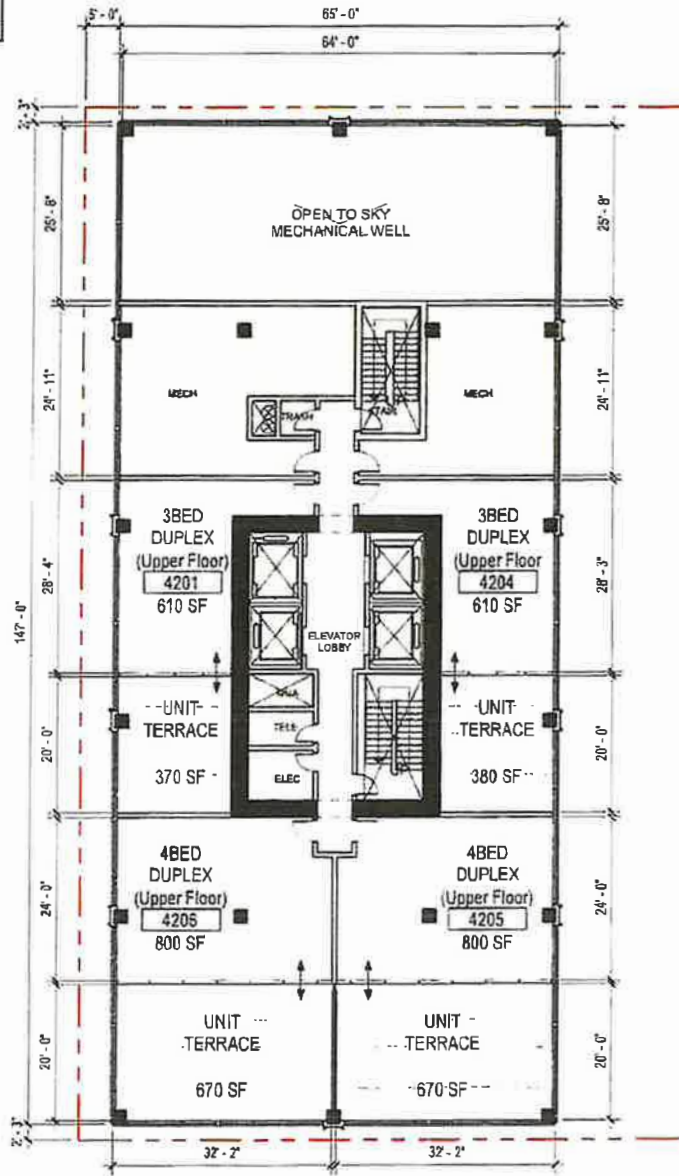 5' - 0"
65' - 0"
64' - 0"
2' - 3"
25' - 8"
OPEN TO SKY
MECHANICAL WELL
25' - 8"
24' - 11"
MECH
TRASH
STAIR
MECH
24' - 11"
147' - 0"
28' - 4"
3BED
DUPLEX
(Upper Floor)
4201
610 SF
ELEVATOR
LOBBY
3BED
DUPLEX
(Upper Floor
4204
610 SF
28' - 3"
20' - 0"
UNIT
TERRACE
370 SF
TELE
ELEC
UNIT
TERRACE
380 SF
20' - 0"
24' - 0"
4BED
DUPLEX
(Upper Floor)
4206
800 SF
4BED
DUPLEX
(Upper Floor)
4205
800 SF
24' - 0"
20' - 0"
UNIT
TERRACE
670 SF
UNIT
TERRACE
670 SF
20' - 0"
2' - 3"
32' - 2"
32' - 2"